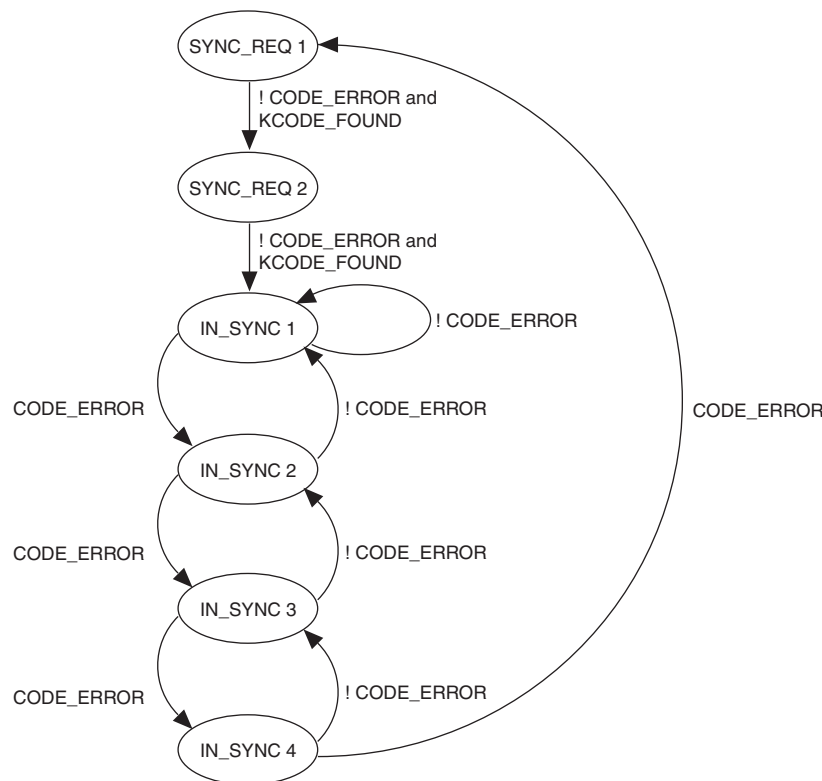 SYNC_REQ 1
! CODE_ERROR and
KCODE_FOUND
SYNC_REQ 2
! CODE_ERROR and
KCODE_FOUND
IN_SYNC 1
! CODE_ERROR
CODE_ERROR
! CODE_ERROR
CODE_ERROR
IN_SYNC 2
CODE_ERROR
! CODE_ERROR
IN_SYNC 3
CODE_ERROR
! CODE_ERROR
IN_SYNC 4